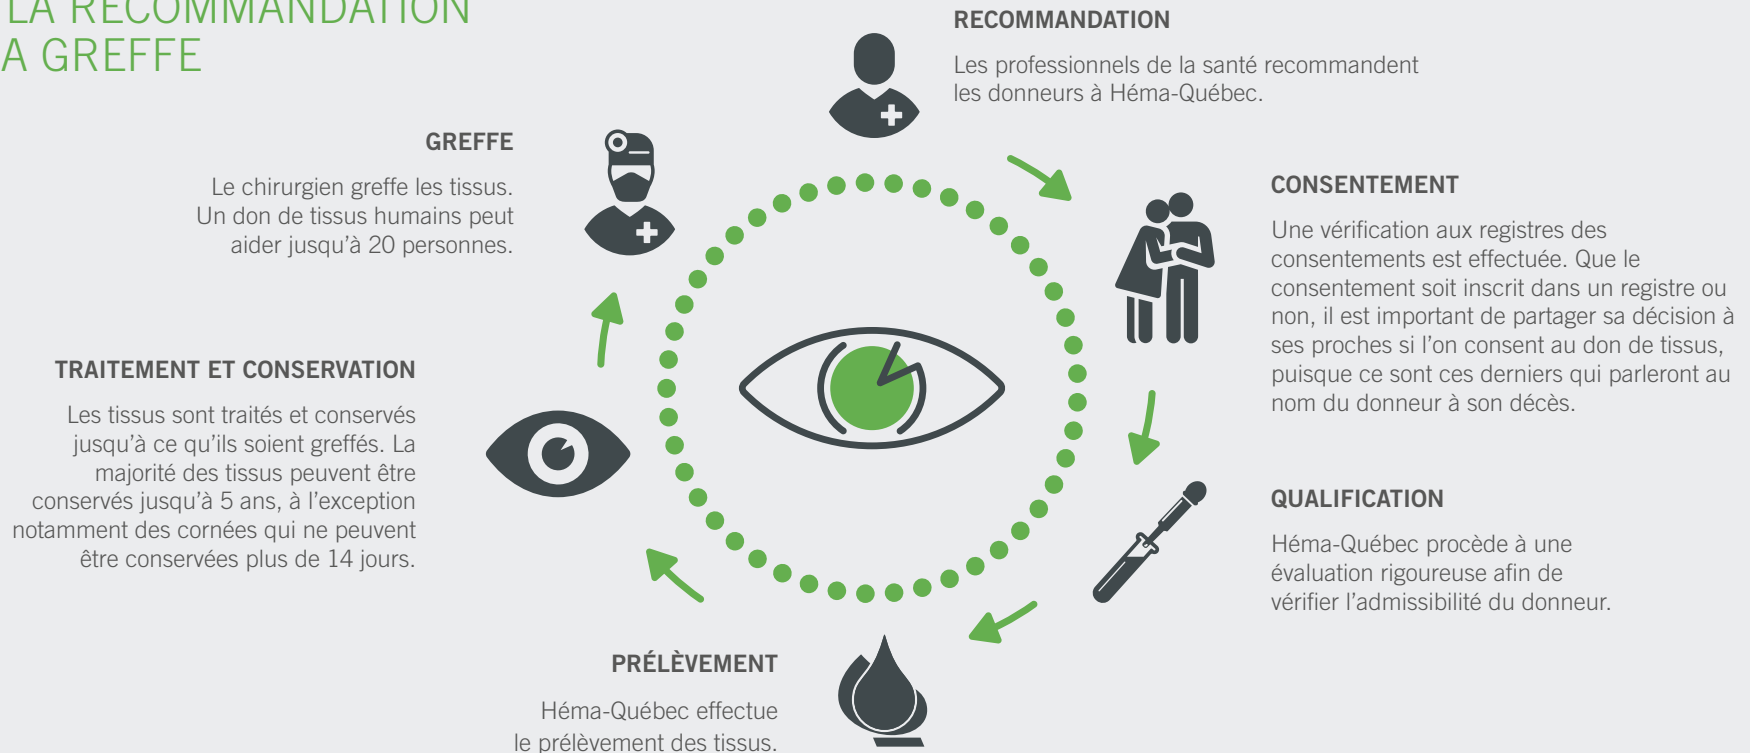 LA RECOMMANDATION
A GREFFE
RECOMMANDATION
Les professionnels de la santé recommandent
les donneurs à Héma-Québec.
CONSENTEMENT
Une vérification aux registres des
consentements est effectuée. Que le
consentement soit inscrit dans un registre ou
non, il est important de partager sa décision à
ses proches si l'on consent au don de tissus,
puisque ce sont ces derniers qui parleront au
nom du donneur à son décès.
QUALIFICATION
Héma-Québec procède à une
évaluation rigoureuse afin de
vérifier l'admissibilité du donneur.
PRÉLÈVEMENT
Héma-Québec effectue
le prélèvement des tissus.
TRAITEMENT ET CONSERVATION
Les tissus sont traités et conservés
jusqu'à ce qu'ils soient greffés. La
majorité des tissus peuvent être
conservés jusqu'à 5 ans, à l'exception
notamment des cornées qui ne peuvent
être conservées plus de 14 jours.
GREFFE
Le chirurgien greffe les tissus.
Un don de tissus humains peut
aider jusqu'à 20 personnes.